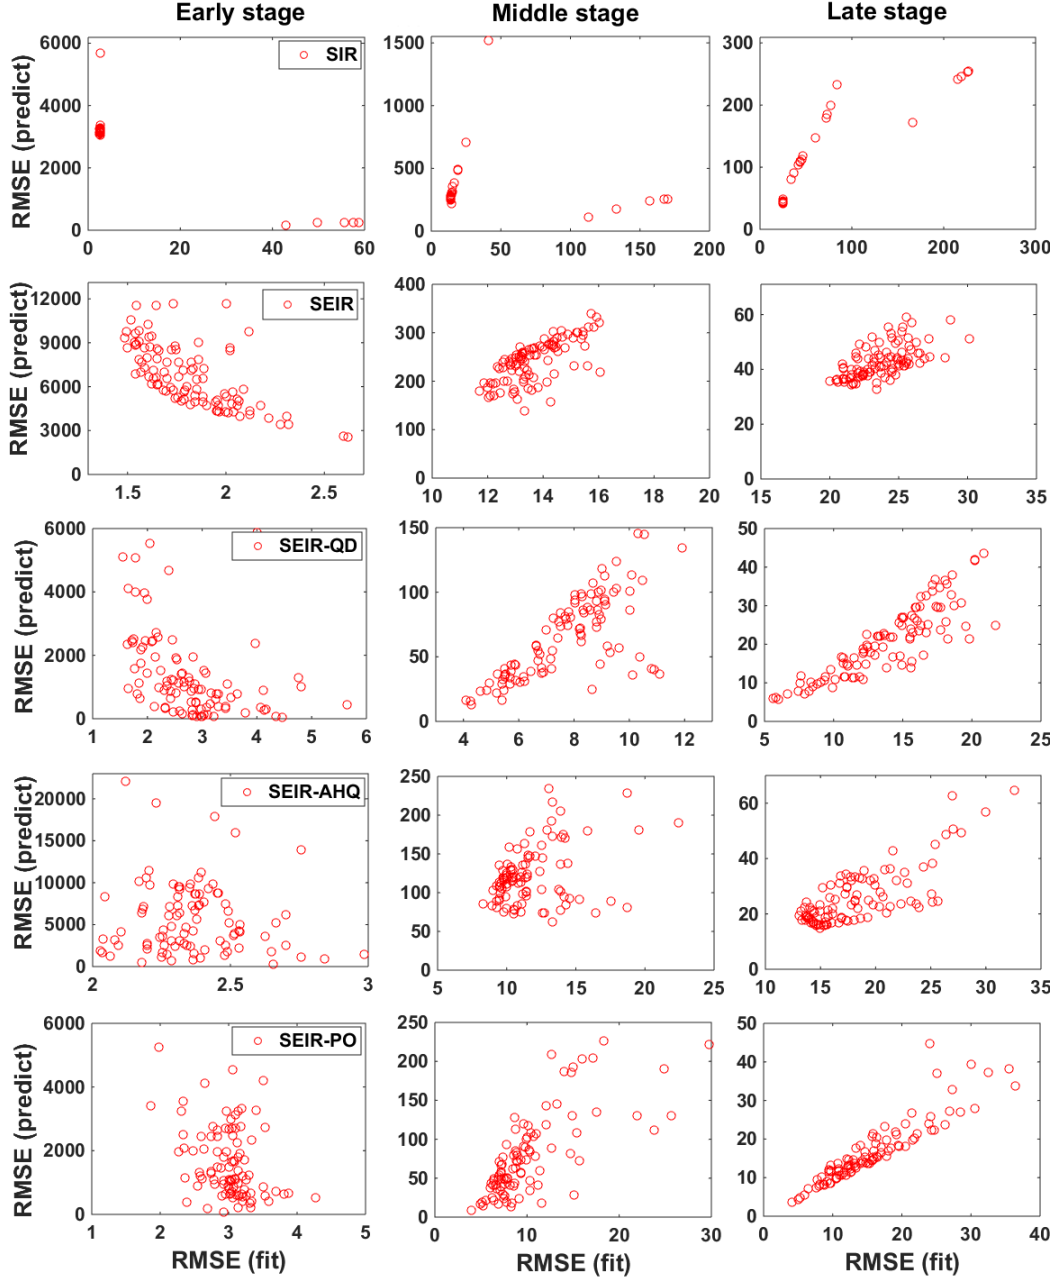 Early stage
Middle stage
Late stage
RMSE (predict)
6000
4000
2000
0
0 20 40 60
SIR
1500
1000
500
0
0 50 100 150 200
300
200
100
0
0 100 200 300
RMSE (predict)
12000
9000
6000
3000
0
1.5 2 2.5
SEIR
400
300
200
100
0
10 12 14 16 18 20
60
40
20
0
15 20 25 30 35
RMSE (predict)
6000
4000
2000
0
1 2 3 4 5 6
SEIR-QD
150
100
50
0
4 6 8 10 12
50
40
30
20
10
0
5 10 15 20 25
RMSE (predict)
20000
15000
10000
5000
0
2 2.5 3
SEIR-AHQ
250
200
150
100
50
0
5 10 15 20 25
60
40
20
0
10 15 20 25 30 35
RMSE (predict)
6000
4000
2000
0
1 2 3 4 5
SEIR-PO
RMSE (fit)
250
200
150
100
50
0
0 10 20 30
RMSE (fit)
50
40
30
20
10
0
0 10 20 30 40
RMSE (fit)